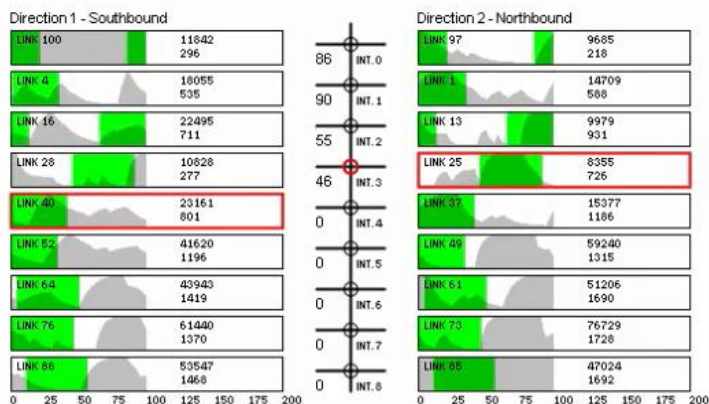 Direction 1 - Southbound
Direction 2 - Northbound
LINK 100 11842
296
86 INT. 0
LINK 97 9685
218
LINK 4 18055
535
90 INT. 1
LINK 1 14709
588
LINK 16 22495
711
55 INT. 2
LINK 13 9979
931
LINK 28 10828
277
46 INT. 3
LINK 25 8355
726
LINK 40 23161
801
0 INT. 4
LINK 37 15377
1186
LINK 52 41620
1196
0 INT. 5
LINK 49 59240
1315
LINK 64 43943
1419
0 INT. 6
LINK 61 51206
1690
LINK 76 61440
1370
0 INT. 7
LINK 73 76729
1728
LINK 88 53547
1468
0 INT. 8
LINK 85 47024
1692
0 25 50 75 100 125 150 175 200
0 25 50 75 100 125 150 175 200